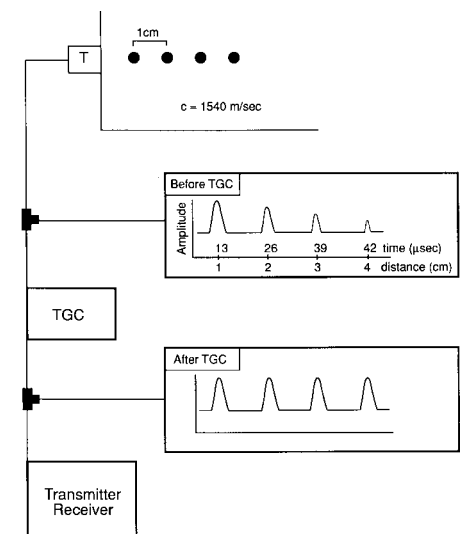 1cm
T
c = 1540 m/sec
Before TGC
Amplitude
13 26 39 42 time (μsec)
1 2 3 4 distance (cm)
TGC
After TGC
Transmitter
Receiver